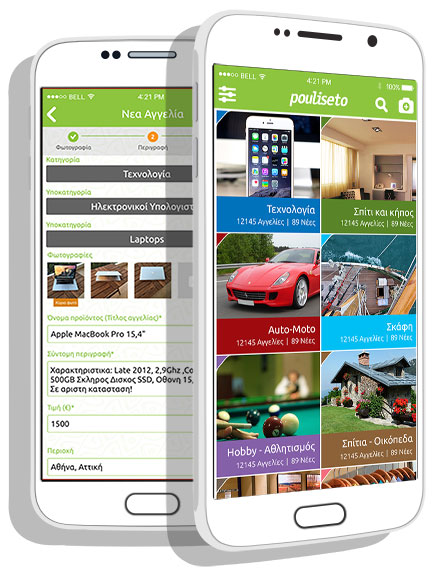 BELL 4:21 PM
Νεα Αγγελία
2
Φωτογραφία Περιγραφή
Κατηγορία
Τεχνολογία
Υποκατηγορία
Ηλεκτρονικοί Υπολογιστ
Υποκατηγορία
Laptops
Φωτογραφίες
Όνομα προϊόντος (Τίτλος αγγελίας)*
Apple MacBook Pro 15,4"
Σύντομη περιγραφή*
Χαρακτηριστικα: Late 2012, 2,9Ghz ,Co
500GB Σκληρος Δισκος SSD, Οθονη 15,
Σε αριστη κατασταση!
Τιμή (€)*
1500
Περιοχή
Αθήνα, Αττική
BELL 4:21 PM 100%
pouliseto
Τεχνολογία
12145 Αγγελίες | 89 Νέες
Σπίτι και κήπος
12145 Αγγελίες | 89 Νέες
Auto-Moto
12145 Αγγελίες | 89 Νέες
Σκάφη
12145 Αγγελίες | 89 Νέες
Hobby - Αθλητισμός
12145 Αγγελίες | 89 Νέες
Σπίτια - Οικόπεδα
12145 Αγγελίες | 89 Νέες